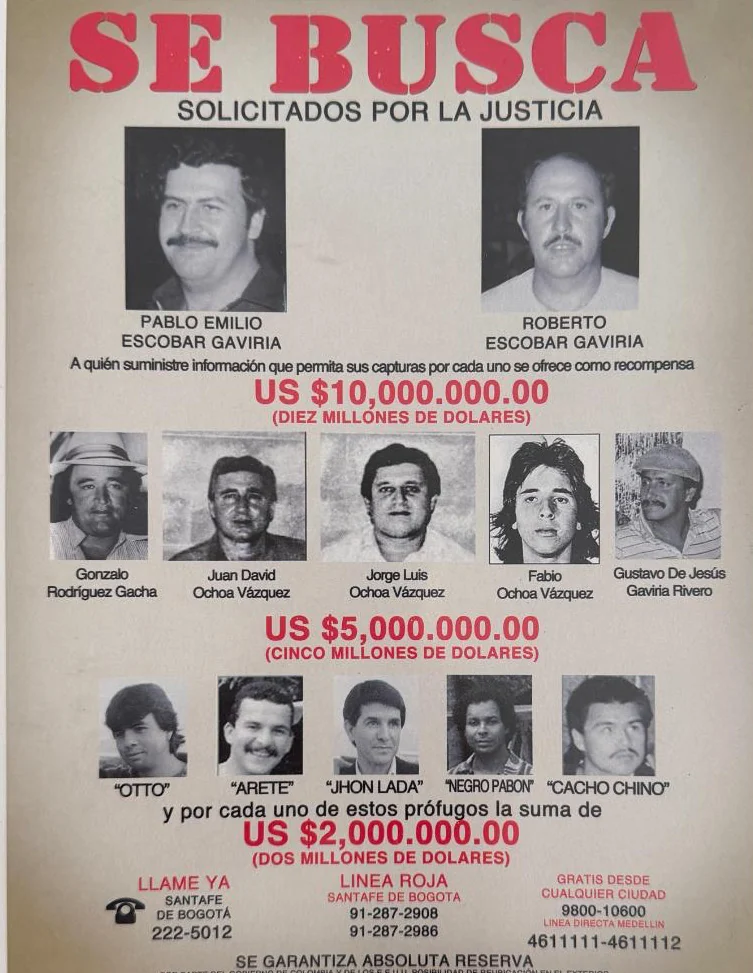 SE BUSCA
SOLICITADOS POR LA JUSTICIA
PABLO EMILIO
ESCOBAR GAVIRIA
ROBERTO
ESCOBAR GAVIRIA
A quién suministre información que permita sus capturas por cada uno se ofrece como recompensa
US $10,000.000.00
(DIEZ MILLONES DE DOLARES)
Gonzalo
Rodríguez Gacha
Juan David
Ochoa Vázquez
Jorge Luis
Ochoa Vázquez
Fabio
Ochoa Vázquez
Gustavo De Jesús
Gaviria Rivero
US $5,000.000.00
(CINCO MILLONES DE DOLARES)
"OTTO"
"ARETE"
"JHON LADA"
"NEGRO PABON"
"CACHO CHINO"
y por cada uno de estos prófugos la suma de
US $2,000.000.00
(DOS MILLONES DE DOLARES)
LLAME YA
SANTAFE
DE BOGOTÁ
222-5012
LINEA ROJA
SANTAFE DE BOGOTA
91-287-2908
91-287-2986
GRATIS DESDE
CUALQUIER CIUDAD
9800-10600
LINEA DIRECTA MEDELLIN
4611111-4611112
SE GARANTIZA ABSOLUTA RESERVA